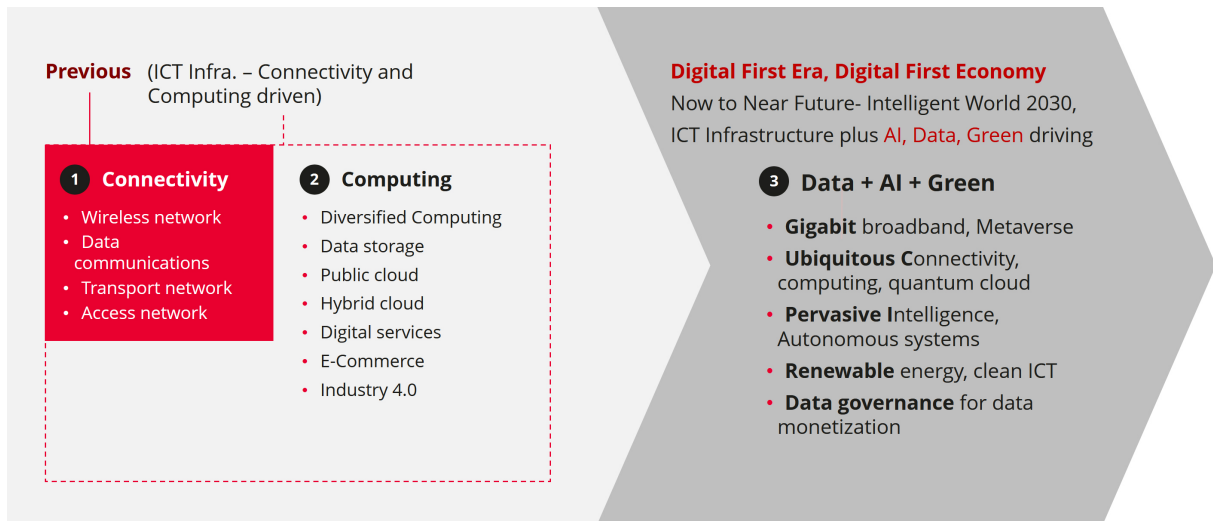 Previous (ICT Infra. – Connectivity and
Computing driven)
1 Connectivity
• Wireless network
• Data
communications
• Transport network
• Access network
2 Computing
• Diversified Computing
• Data storage
• Public cloud
• Hybrid cloud
• Digital services
• E-Commerce
• Industry 4.0
Digital First Era, Digital First Economy
Now to Near Future- Intelligent World 2030,
ICT Infrastructure plus AI, Data, Green driving
3 Data + AI + Green
• Gigabit broadband, Metaverse
• Ubiquitous Connectivity,
computing, quantum cloud
• Pervasive Intelligence,
Autonomous systems
• Renewable energy, clean ICT
• Data governance for data
monetization